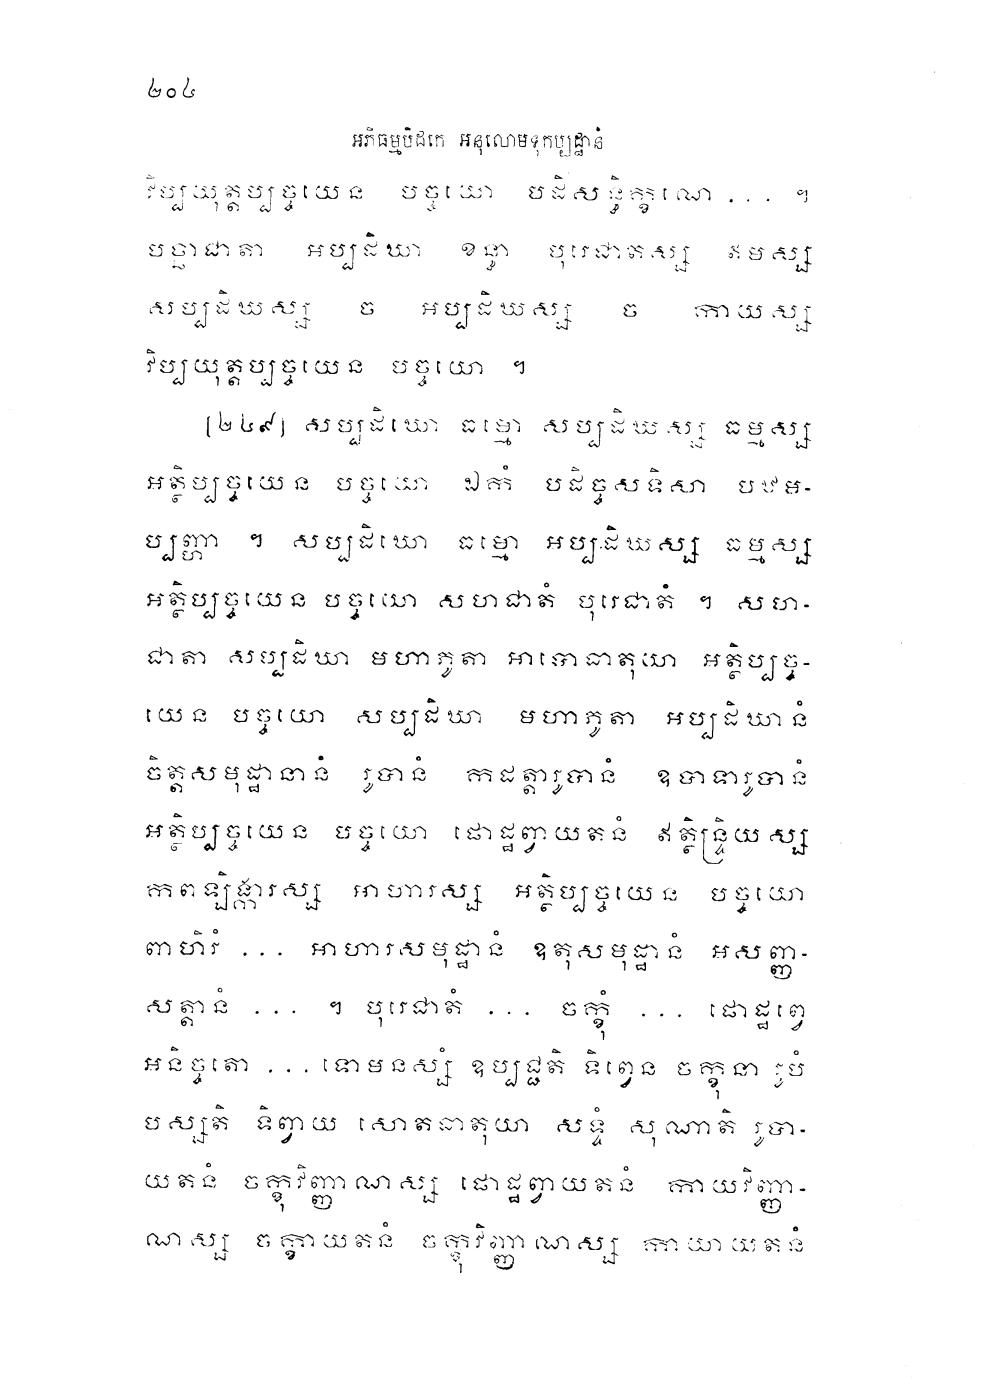 ២០៤
អភិធម្មបិដកេ អនុលោមទុកប្បដ្ឋានំ
វិប្បយុត្តប្បច្ចយេន បច្ចយោ បដិសន្ធិក្ខណេ ... ។
បច្ឆាជាតា អប្បដិឃា ខន្ធា បុរេជាតស្ស ឥមស្ស
សប្បដិឃស្ស ច អប្បដិឃស្ស ច កាយស្ស
វិប្បយុត្តប្បច្ចយេន បច្ចយោ ។
[២៤៩] សប្បដិឃោ ធម្មោ សប្បដិឃស្ស ធម្មស្ស
អត្ថិប្បច្ចយេន បច្ចយោ ឯកំ បដិច្ចសទិសា បឋអ-
ប្បញ្ហា ។ សប្បដិឃោ ធម្មោ អប្បដិឃស្ស ធម្មស្ស
អត្ថិប្បច្ចយេន បច្ចយោ សហជាតំ បុរេជាតំ ។ សហ-
ជាតា សប្បដិឃា មហាភូតា អាបោធាតុយោ អត្ថិប្បច្ច-
យេន បច្ចយោ សប្បដិឃា មហាភូតា អប្បដិឃានំ
ចិត្តសមុដ្ឋានានំ រូបានំ កដត្តារូបានំ ឧបាទារូបានំ
អត្ថិប្បច្ចយេន បច្ចយោ ផោដ្ឋព្វាយតនំ ឥត្ថិន្ទ្រិយស្ស
កពឡិង្ការស្ស អាហារស្ស អត្ថិប្បច្ចយេន បច្ចយោ
ពាហិរំ ... អាហារសមុដ្ឋានំ ឧតុសមុដ្ឋានំ អសញ្ញ-
សត្តានំ ... ។ បុរេជាតំ ... ចក្ខុំ ... ផោដ្ឋព្វេ
អនិច្ចតោ ... ទោមនស្សំ ឧប្បជ្ជតិ ទិព្វេន ចក្ខុនា រូបំ
បស្សតិ ទិព្វាយ សោតធាតុយា សទ្ទំ សុណាតិ រូបា-
យតនំ ចក្ខុវិញ្ញាណស្ស ផោដ្ឋព្វាយតនំ កាយវិញ្ញា-
ណស្ស ចក្ខាយតនំ ចក្ខុវិញ្ញាណស្ស កាយាយតនំ